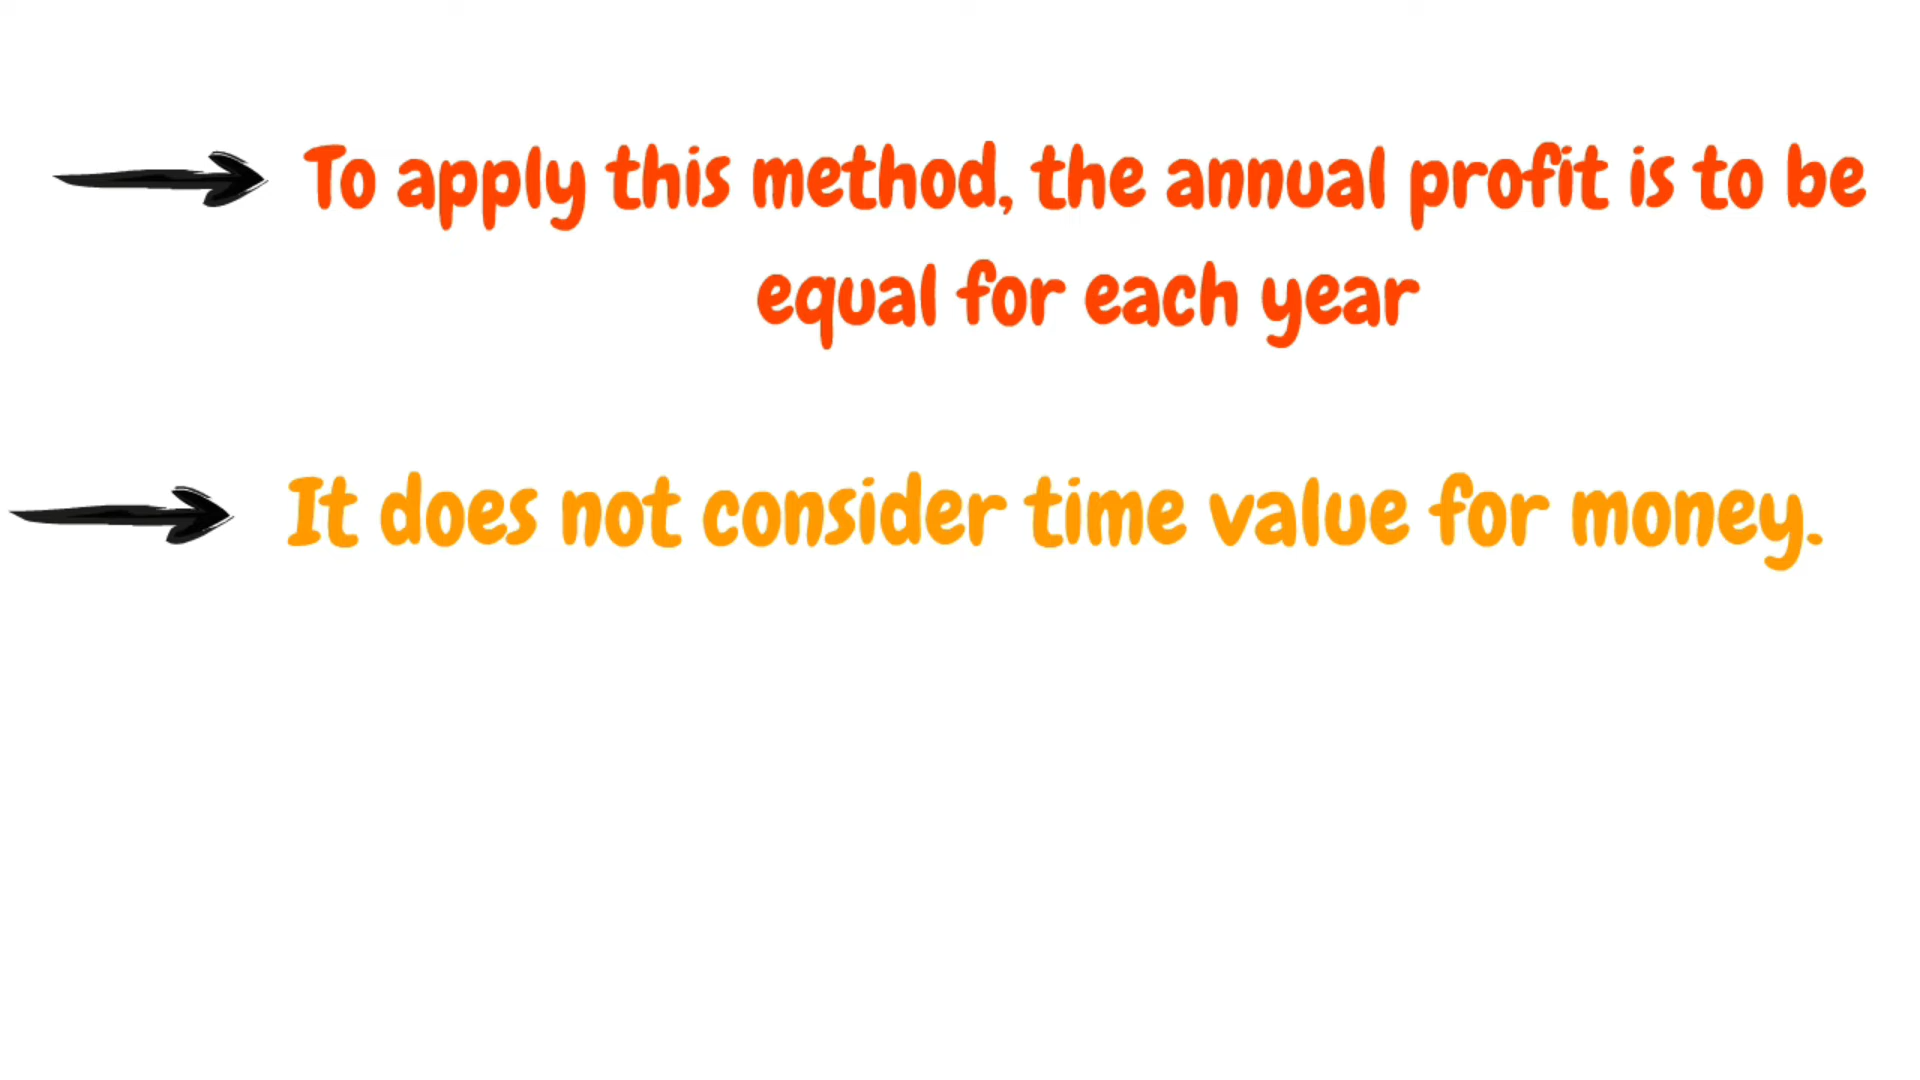 To apply this method, the annual profit is to be
equal for each year
It does not consider time value for money.